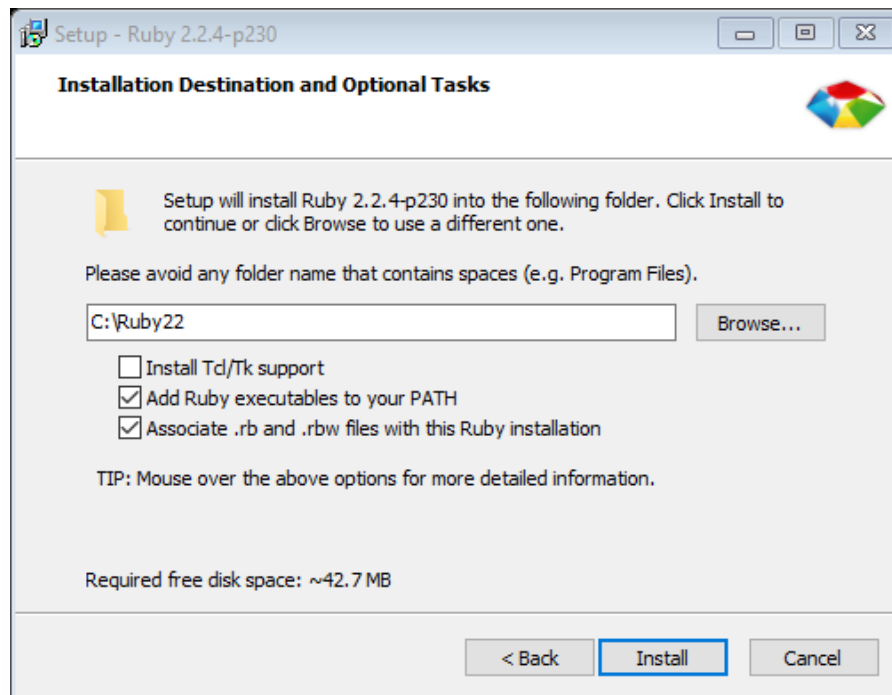 Setup - Ruby 2.2.4-p230
Installation Destination and Optional Tasks
Setup will install Ruby 2.2.4-p230 into the following folder. Click Install to
continue or click Browse to use a different one.
Please avoid any folder name that contains spaces (e.g. Program Files).
C:\Ruby22
Browse...
Install Tcl/Tk support
Add Ruby executables to your PATH
Associate .rb and .rbw files with this Ruby installation
TIP: Mouse over the above options for more detailed information.
Required free disk space: ~42.7 MB
< Back
Install
Cancel